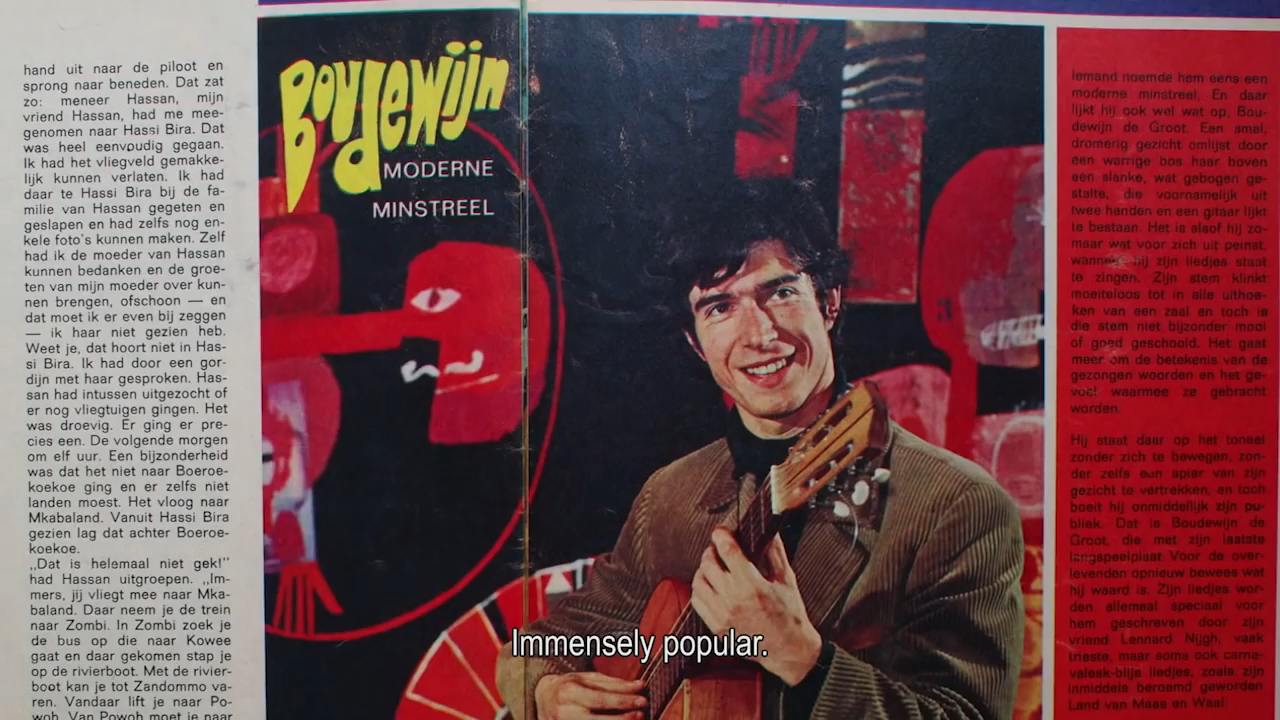 hand uit naar de piloot en
sprong naar beneden. Dat zat
zo: meneer Hassan, mijn
vriend Hassan, had me mee-
genomen naar Hassi Bira. Dat
was heel eenvoudig gegaan.
Ik had het vliegveld gemakke-
lijk kunnen verlaten. Ik had
daar te Hassi Bira bij de fa-
milie van Hassan gegeten en
geslapen en had zelfs nog en-
kele foto's kunnen maken. Zelf
had ik de moeder van Hassan
kunnen bedanken en de groe-
ten van mijn moeder over kun-
nen brengen, ofschoon — en
dat moet ik er even bij zeggen
— ik haar niet gezien heb.
Weet je, dat hoort niet in Has-
si Bira. Ik had door een gor-
dijn met haar gesproken. Has-
san had intussen uitgezocht of
er nog vliegtuigen gingen. Het
was droevig. Er ging er pre-
cies een. De volgende morgen
om elf uur. Een bijzonderheid
was dat het niet naar Boeroe-
koekoe ging en er zelfs niet
landen moest. Het vloog naar
Mkabaland. Vanuit Hassi Bira
gezien lag dat achter Boeroe-
koekoe.
„Dat is helemaal niet gek!"
had Hassan uitgroepen. „Im-
mers, jij vliegt mee naar Mka-
baland. Daar neem je de trein
naar Zombi. In Zombi zoek je
de bus op die naar Kowee
gaat en daar gekomen stap je
op de rivierboot. Met de rivier-
boot kan je tot Zandommo va-
ren. Vandaar lift je naar Po-
woh. Van Powoh moet je naar
Boudewijn
MODERNE
MINSTREEL
Immensely popular.
Iemand noemde hem eens een
moderne minstreel. En daar
lijkt hij ook wel wat op, Bou-
dewijn de Groot. Een smal,
dromerig gezicht omlijst door
een warrige bos haar boven
een slanke, wat gebogen ge-
stalte, die voornamelijk uit
twee handen en een gitaar lijkt
te bestaan. Het is alsof hij zo-
maar wat voor zich uit peinst,
wanneer hij zijn liedjes staat
te zingen. Zijn stem klinkt
moeiteloos tot in alle uithoe-
ken van een zaal en toch is
die stem niet bijzonder mooi
of goed geschoold. Het gaat
meer om de betekenis van de
gezongen woorden en het ge-
voel waarmee ze gebracht
worden.
Hij staat daar op het toneel
zonder zich te bewegen, zon-
der zelfs een spier van zijn
gezicht te vertrekken, en toch
boeit hij onmiddellijk zijn pu-
bliek. Dat is Boudewijn de
Groot, die met zijn laatste
langspeelplaat Voor de over-
levenden opnieuw bewees wat
hij waard is. Zijn liedjes wor-
den allemaal speciaal voor
hem geschreven door zijn
vriend Lennard Nijgh, vaak
trieste, maar soms ook carna-
valesk-blije liedjes, zoals zijn
inmiddels beroemd geworden
Land van Maas en Waal.